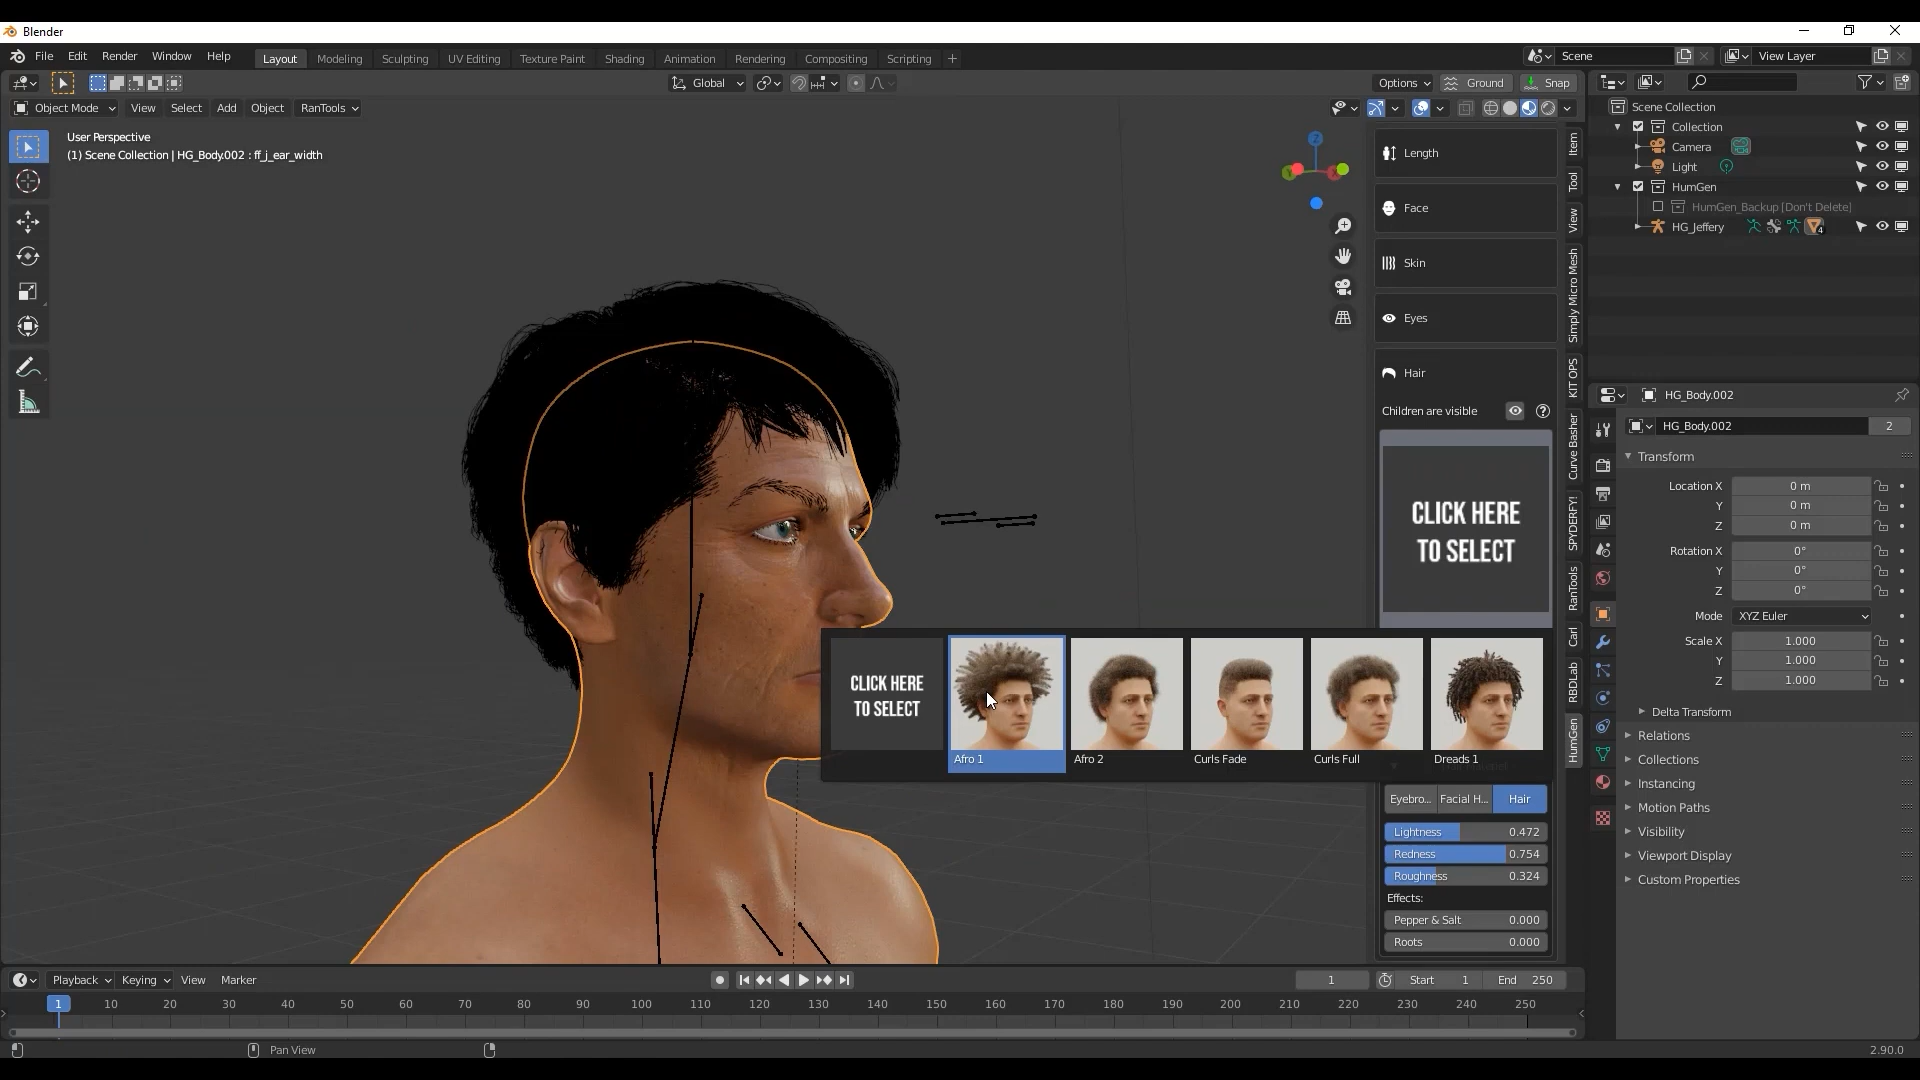 Blender
File Edit Render Window Help
Layout Modeling Sculpting UV Editing Texture Paint Shading Animation Rendering Compositing Scripting +
Scene
View Layer
Global
Options
Ground
Snap
Object Mode View Select Add Object RanTools
User Perspective
(1) Scene Collection | HG_Body.002 : ff_j_ear_width
Z
Length
Face
Skin
Eyes
Hair
Children are visible
CLICK HERE
TO SELECT
CLICK HERE
TO SELECT
Afro 1
Afro 2
Curls Fade
Curls Full
Dreads 1
Eyebro... Facial H... Hair
Lightness 0.472
Redness 0.754
Roughness 0.324
Effects:
Pepper & Salt 0.000
Roots 0.000
Item
Tool
View
Simply Micro Mesh
KIT OPS
Curve Basher
SPYDERFY!
RanTools
Carl
RBDLab
HumGen
Scene Collection
Collection
Camera
Light
HumGen
HumGen_Backup [Don't Delete]
HG_Jeffery
4
HG_Body.002
HG_Body.002 2
Transform
Location X 0 m
Y 0 m
Z 0 m
Rotation X 0°
Y 0°
Z 0°
Mode XYZ Euler
Scale X 1.000
Y 1.000
Z 1.000
Delta Transform
Relations
Collections
Instancing
Motion Paths
Visibility
Viewport Display
Custom Properties
Playback Keying View Marker
1
Start 1
End 250
1 10 20 30 40 50 60 70 80 90 100 110 120 130 140 150 160 170 180 190 200 210 220 230 240 250
Pan View
2.90.0